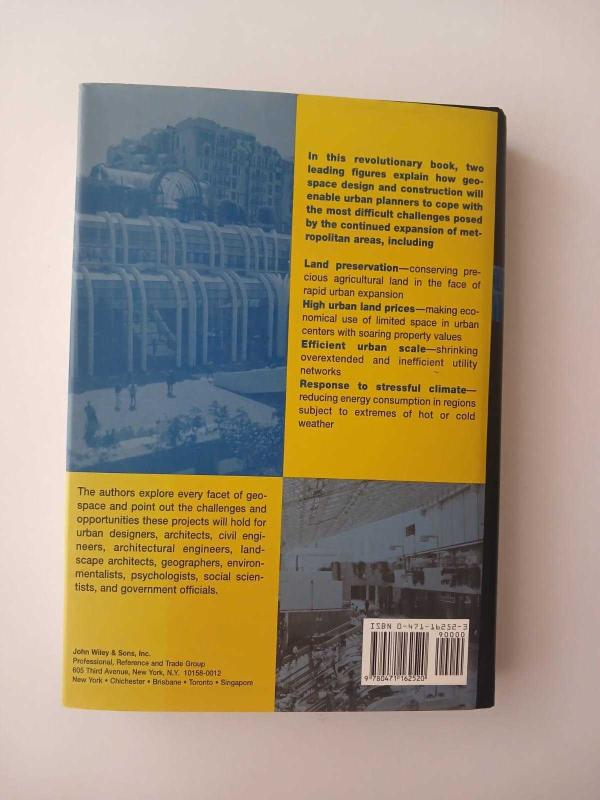 In this revolutionary book, two
leading figures explain how geo-
space design and construction will
enable urban planners to cope with
the most difficult challenges posed
by the continued expansion of met-
ropolitan areas, including
Land preservation—conserving pre-
cious agricultural land in the face of
rapid urban expansion
High urban land prices—making eco-
nomical use of limited space in urban
centers with soaring property values
Efficient urban scale—shrinking
overextended and inefficient utility
networks
Response to stressful climate—
reducing energy consumption in regions
subject to extremes of hot or cold
weather
The authors explore every facet of geo-
space and point out the challenges and
opportunities these projects will hold for
urban designers, architects, civil engi-
neers, architectural engineers, land-
scape architects, geographers, environ-
mentalists, psychologists, social scien-
tists, and government officials.
John Wiley & Sons, Inc.
Professional, Reference and Trade Group
605 Third Avenue, New York, N.Y. 10158-0012
New York • Chichester • Brisbane • Toronto • Singapore
ISBN 0-471-16252-3
90000
9 780471 162520